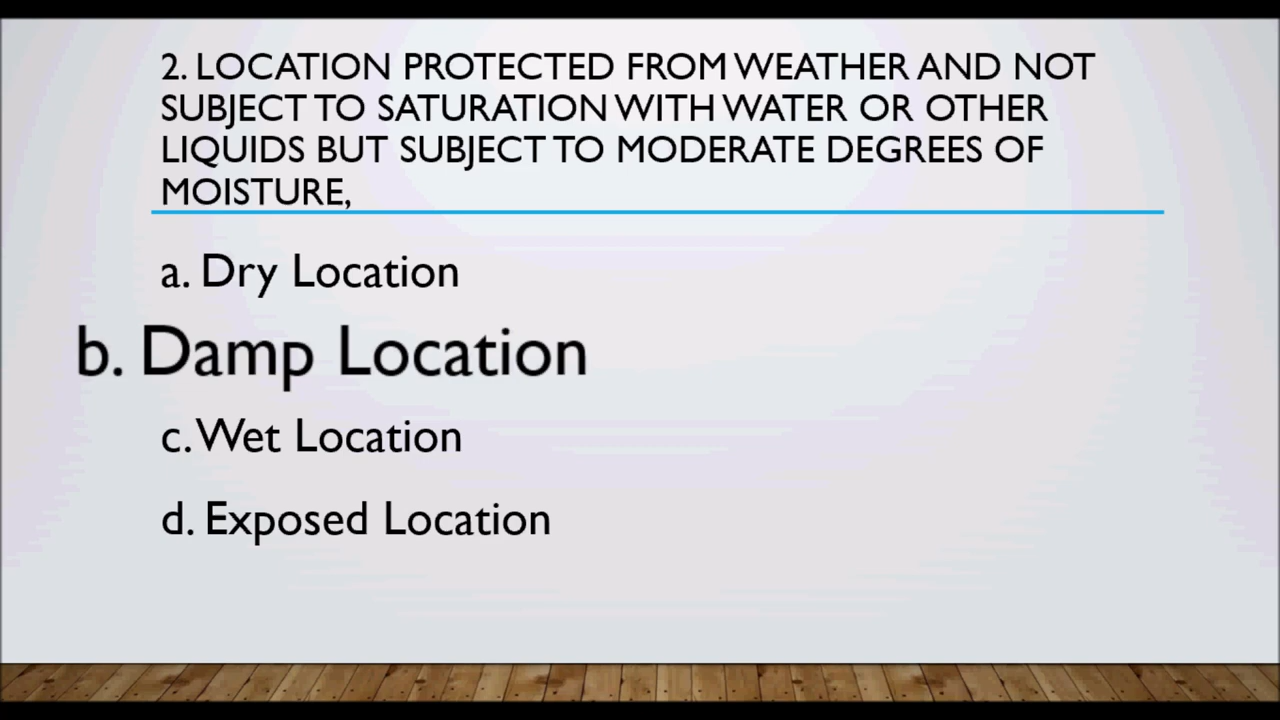 2. LOCATION PROTECTED FROM WEATHER AND NOT
SUBJECT TO SATURATION WITH WATER OR OTHER
LIQUIDS BUT SUBJECT TO MODERATE DEGREES OF
MOISTURE,
a. Dry Location
b. Damp Location
c. Wet Location
d. Exposed Location